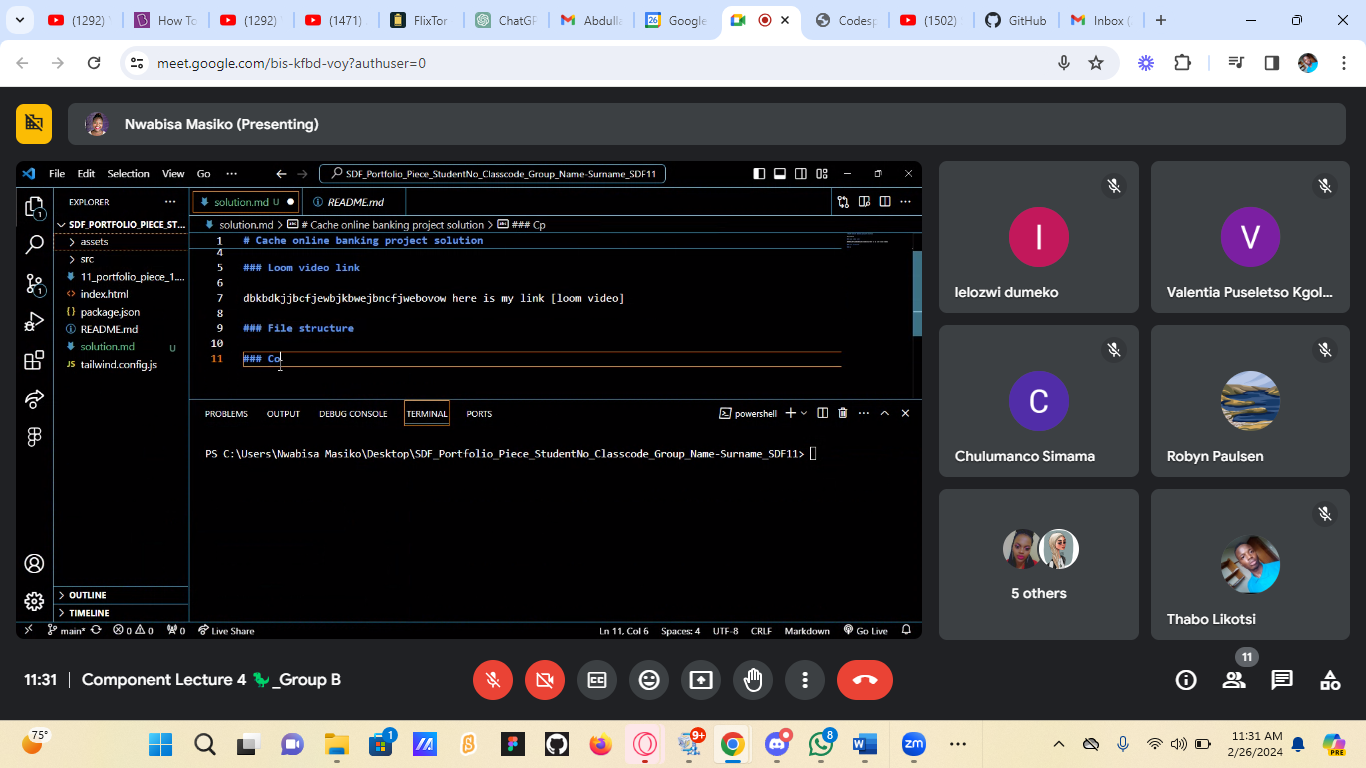 (1292)
How To
(1292)
(1471)
FlixTor
ChatGP
Abdulla
Google
Codesp
(1502)
GitHub
Inbox (
meet.google.com/bis-kfbd-voy?authuser=0
Nwabisa Masiko (Presenting)
File Edit Selection View Go ··· SDF_Portfolio_Piece_StudentNo_Classcode_Group_Name-Surname_SDF11
EXPLORER ···
solution.md U
README.md
SDF_PORTFOLIO_PIECE_ST...
solution.md > # Cache online banking project solution > ### Cp
assets
src
11_portfolio_piece_1....
index.html
package.json
README.md
solution.md U
tailwind.config.js
1 # Cache online banking project solution
4
5 ### Loom video link
6
7 dbkbdkjjbcfjewbjkbwejbncfjwebovow here is my link [loom video]
8
9 ### File structure
10
11 ### Co
PROBLEMS OUTPUT DEBUG CONSOLE TERMINAL PORTS powershell
PS C:\Users\Nwabisa Masiko\Desktop\SDF_Portfolio_Piece_StudentNo_Classcode_Group_Name-Surname_SDF11>
OUTLINE
TIMELINE
main* 0 0 0 Live Share Ln 11, Col 6 Spaces: 4 UTF-8 CRLF Markdown Go Live
I
lelozwi dumeko
V
Valentia Puseletso Kgol...
C
Chulumanco Simama
Robyn Paulsen
5 others
Thabo Likotsi
11:31 | Component Lecture 4 🦖_Group B
11
75°
1
9+
8
zm
11:31 AM
2/26/2024
PRE